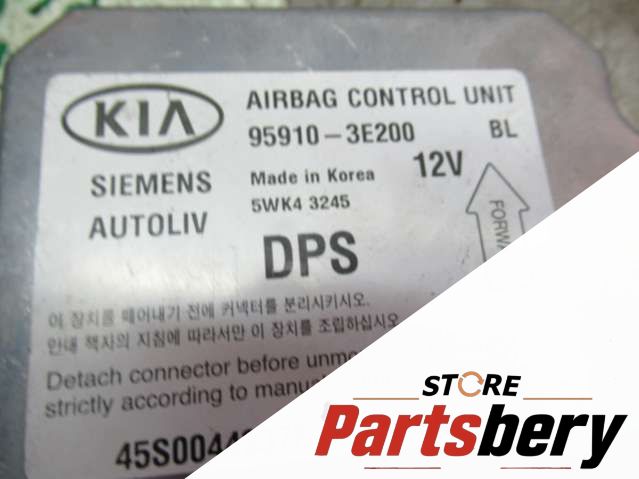 KIA
AIRBAG CONTROL UNIT
95910-3E200 BL
SIEMENS
AUTOLIV
Made in Korea 12V
5WK4 3245
DPS
이 장치를 떼어내기 전에 커넥터를 분리시키시오.
안내 책자의 지침에 따라서만 이 장치를 조립하십시오
Detach connector before
strictly according to
STORE
Partsbery